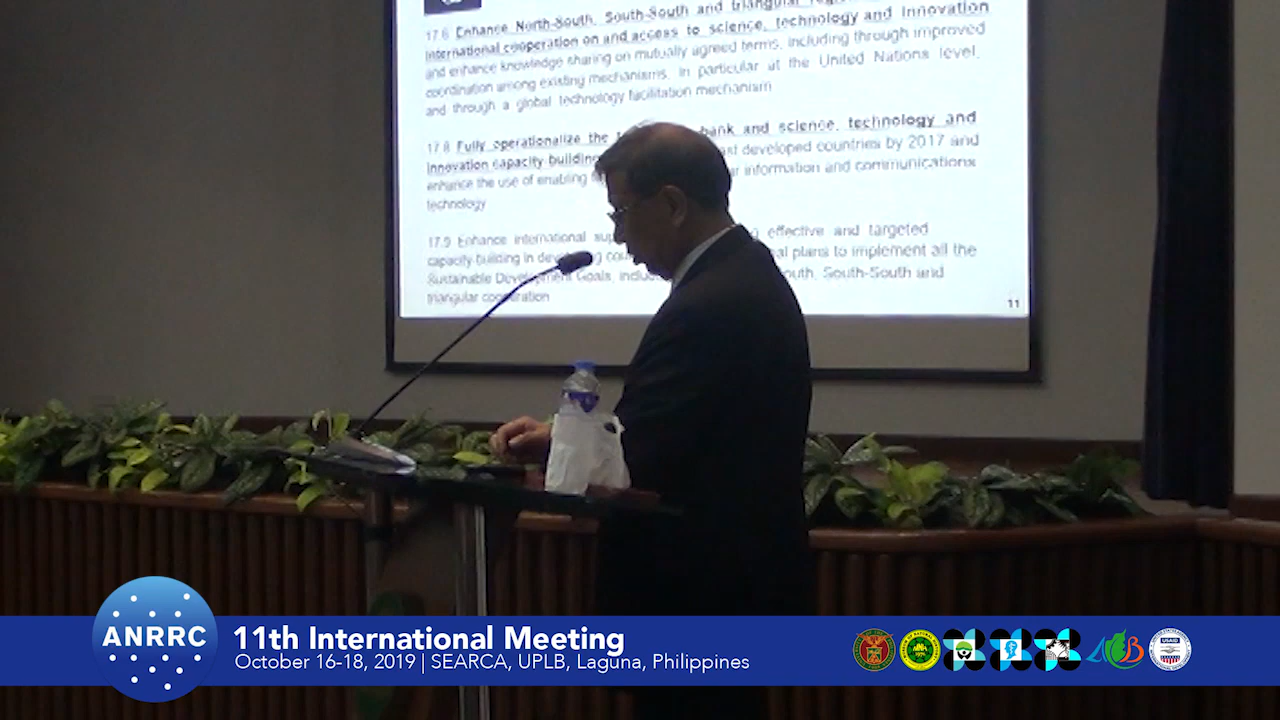 17.6 Enhance North-South, South-South and triangular
international cooperation on and access to science, technology and innovation
and enhance knowledge sharing on mutually agreed terms, including through improved
coordination among existing mechanisms, in particular at the United Nations level,
and through a global technology facilitation mechanism
17.8 Fully operationalize the bank and science, technology and
innovation capacity building developed countries by 2017 and
enhance the use of enabling information and communications
technology
17.9 Enhance international effective and targeted
capacity building in developing plans to implement all the
Sustainable Development Goals, South-South and
triangular cooperation
11
ANRRC
11th International Meeting
October 16-18, 2019 | SEARCA, UPLB, Laguna, Philippines
USAID